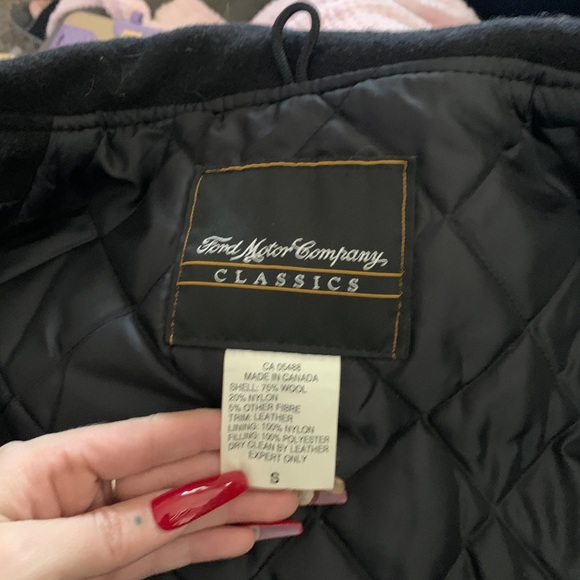 Ford Motor Company
CLASSICS
CA 05488
MADE IN CANADA
SHELL: 75% WOOL
20% NYLON
5% OTHER FIBRE
TRIM: LEATHER
LINING: 100% NYLON
FILLING: 100% POLYESTER
DRY CLEAN BY LEATHER
EXPERT ONLY
S